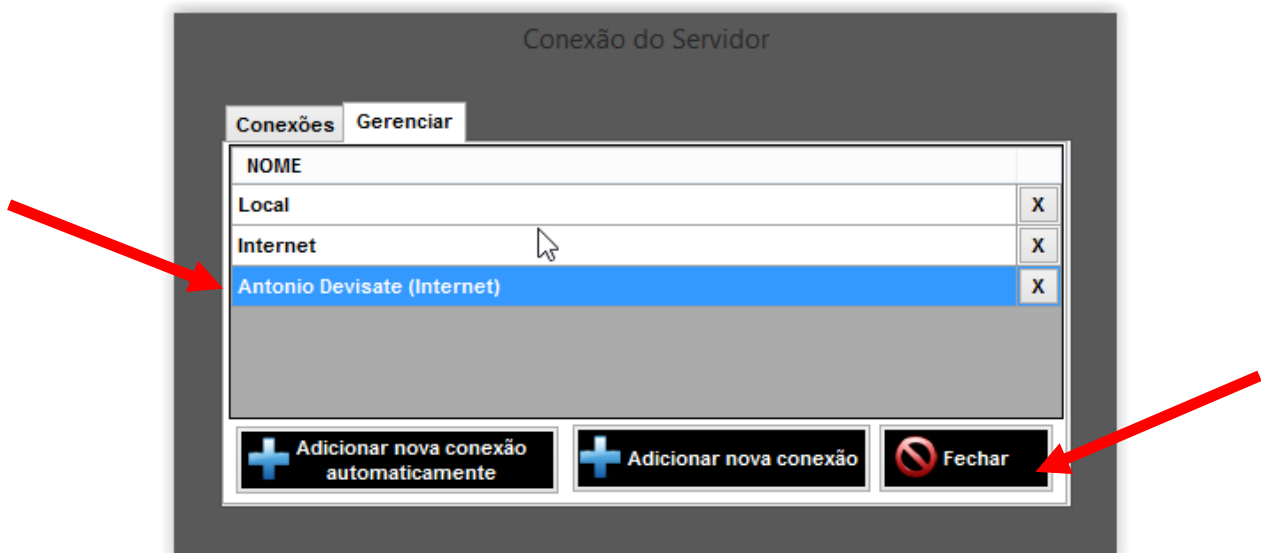 Conexão do Servidor
Conexões Gerenciar
NOME
Local X
Internet X
Antonio Devisate (Internet) X
Adicionar nova conexão
automaticamente
Adicionar nova conexão
Fechar